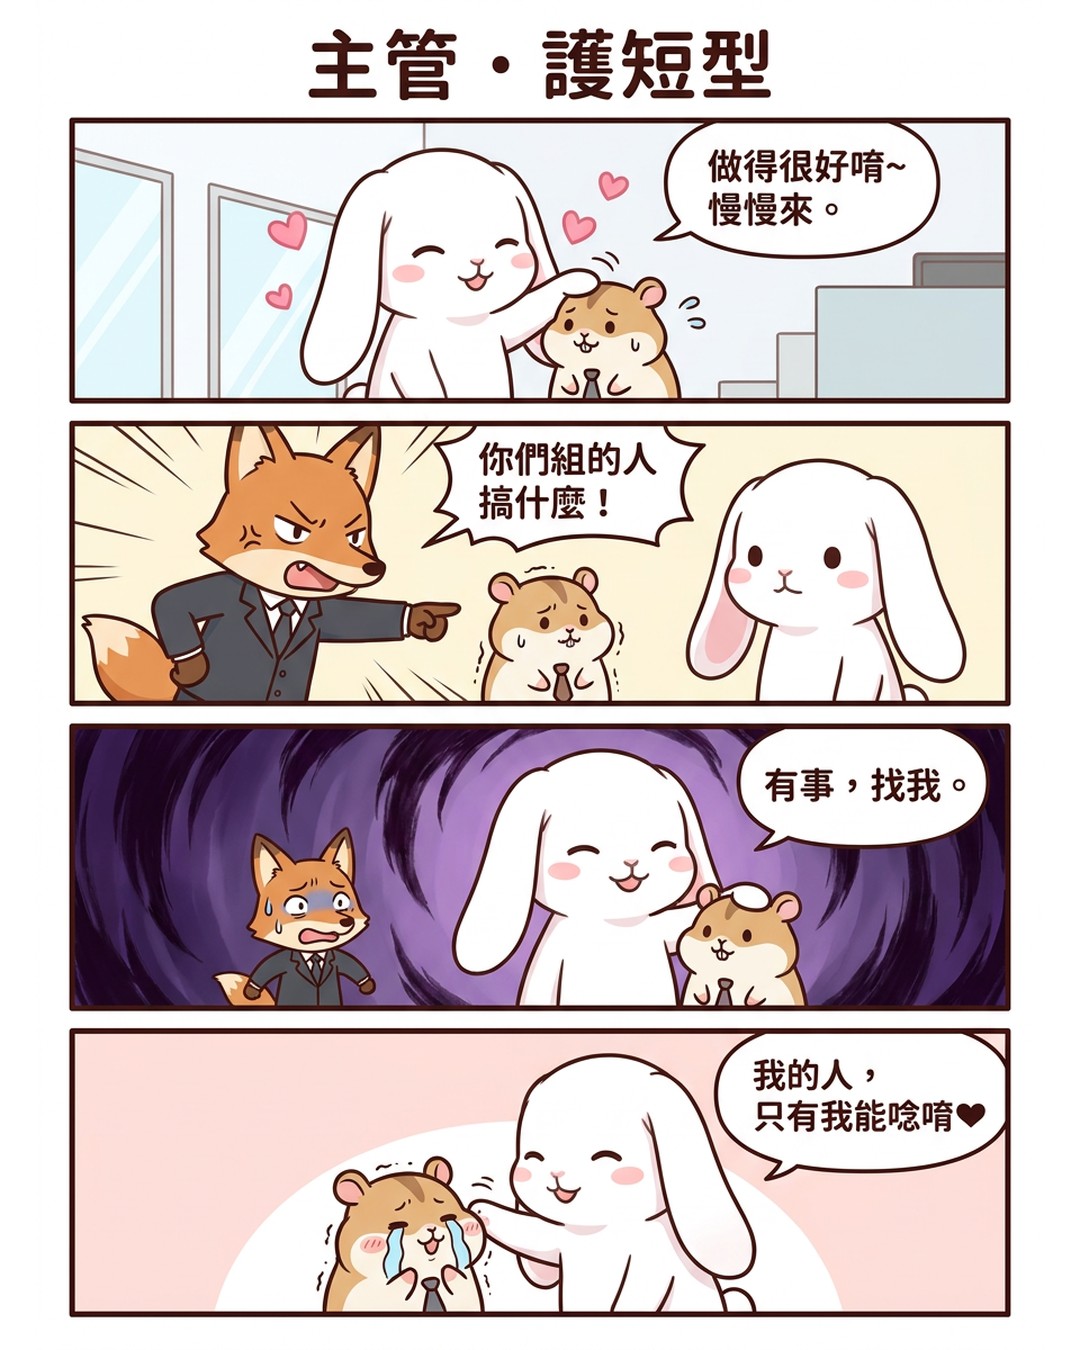 主管・護短型
做得很好唷~
慢慢來。
你們組的人
搞什麼！
有事，找我。
我的人，
只有我能唸唷❤